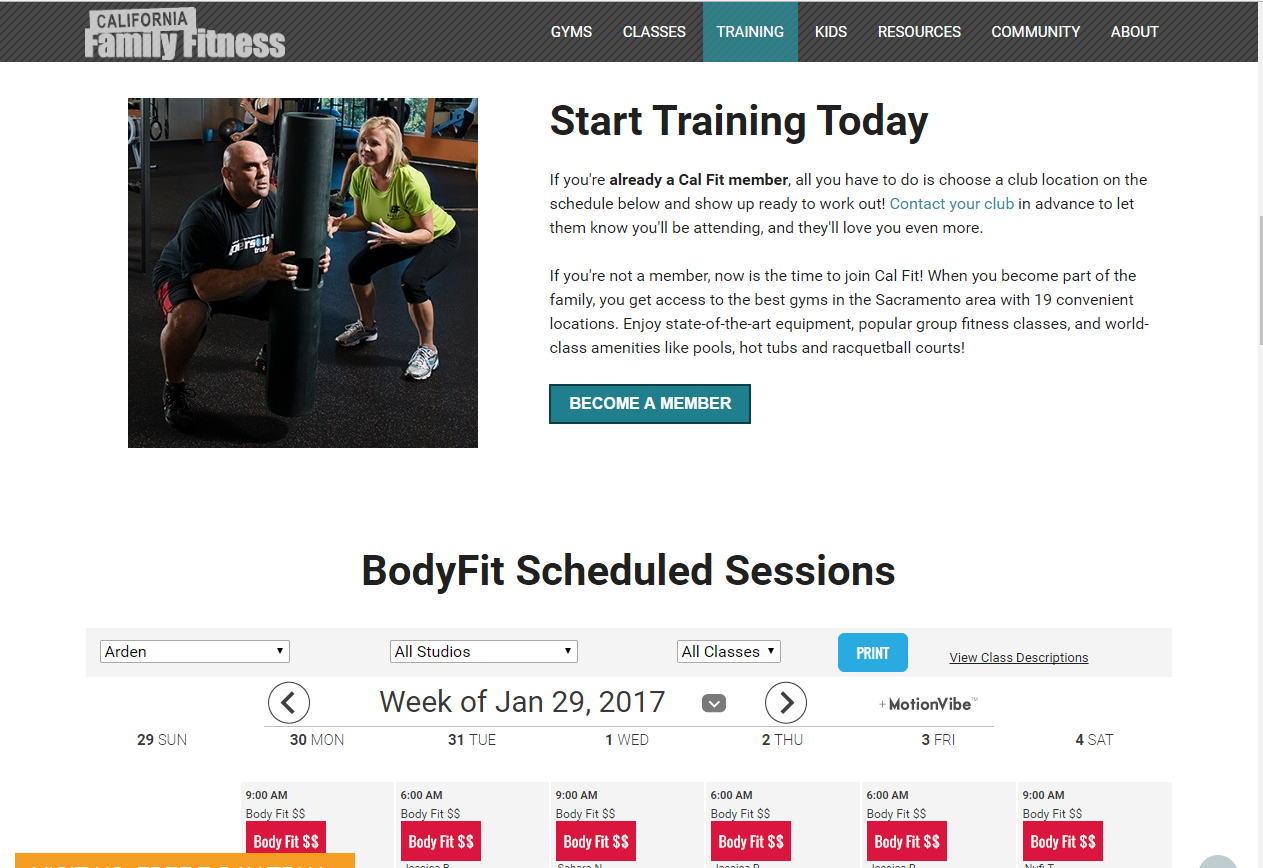 CALIFORNIA
Family Fitness
GYMS CLASSES TRAINING KIDS RESOURCES COMMUNITY ABOUT
Start Training Today
If you're already a Cal Fit member, all you have to do is choose a club location on the
schedule below and show up ready to work out! Contact your club in advance to let
them know you'll be attending, and they'll love you even more.
If you're not a member, now is the time to join Cal Fit! When you become part of the
family, you get access to the best gyms in the Sacramento area with 19 convenient
locations. Enjoy state-of-the-art equipment, popular group fitness classes, and world-
class amenities like pools, hot tubs and racquetball courts!
BECOME A MEMBER
BodyFit Scheduled Sessions
Arden All Studios All Classes PRINT View Class Descriptions
Week of Jan 29, 2017 +MotionVibe™
29 SUN 30 MON 31 TUE 1 WED 2 THU 3 FRI 4 SAT
9:00 AM 6:00 AM 9:00 AM 6:00 AM 6:00 AM 9:00 AM
Body Fit $$ Body Fit $$ Body Fit $$ Body Fit $$ Body Fit $$ Body Fit $$
Body Fit $$ Body Fit $$ Body Fit $$ Body Fit $$ Body Fit $$ Body Fit $$